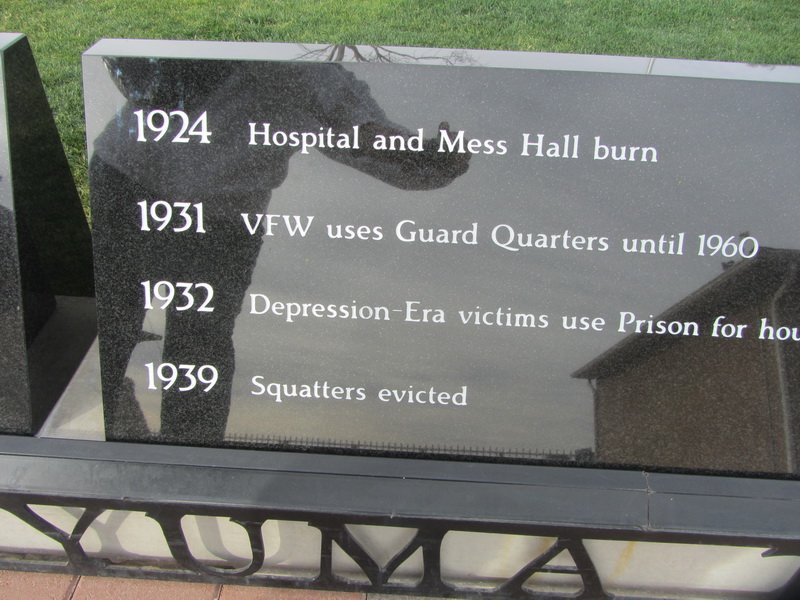 1924 Hospital and Mess Hall burn
1931 VFW uses Guard Quarters until 1960
1932 Depression-Era victims use Prison for
1939 Squatters evicted
YUMA